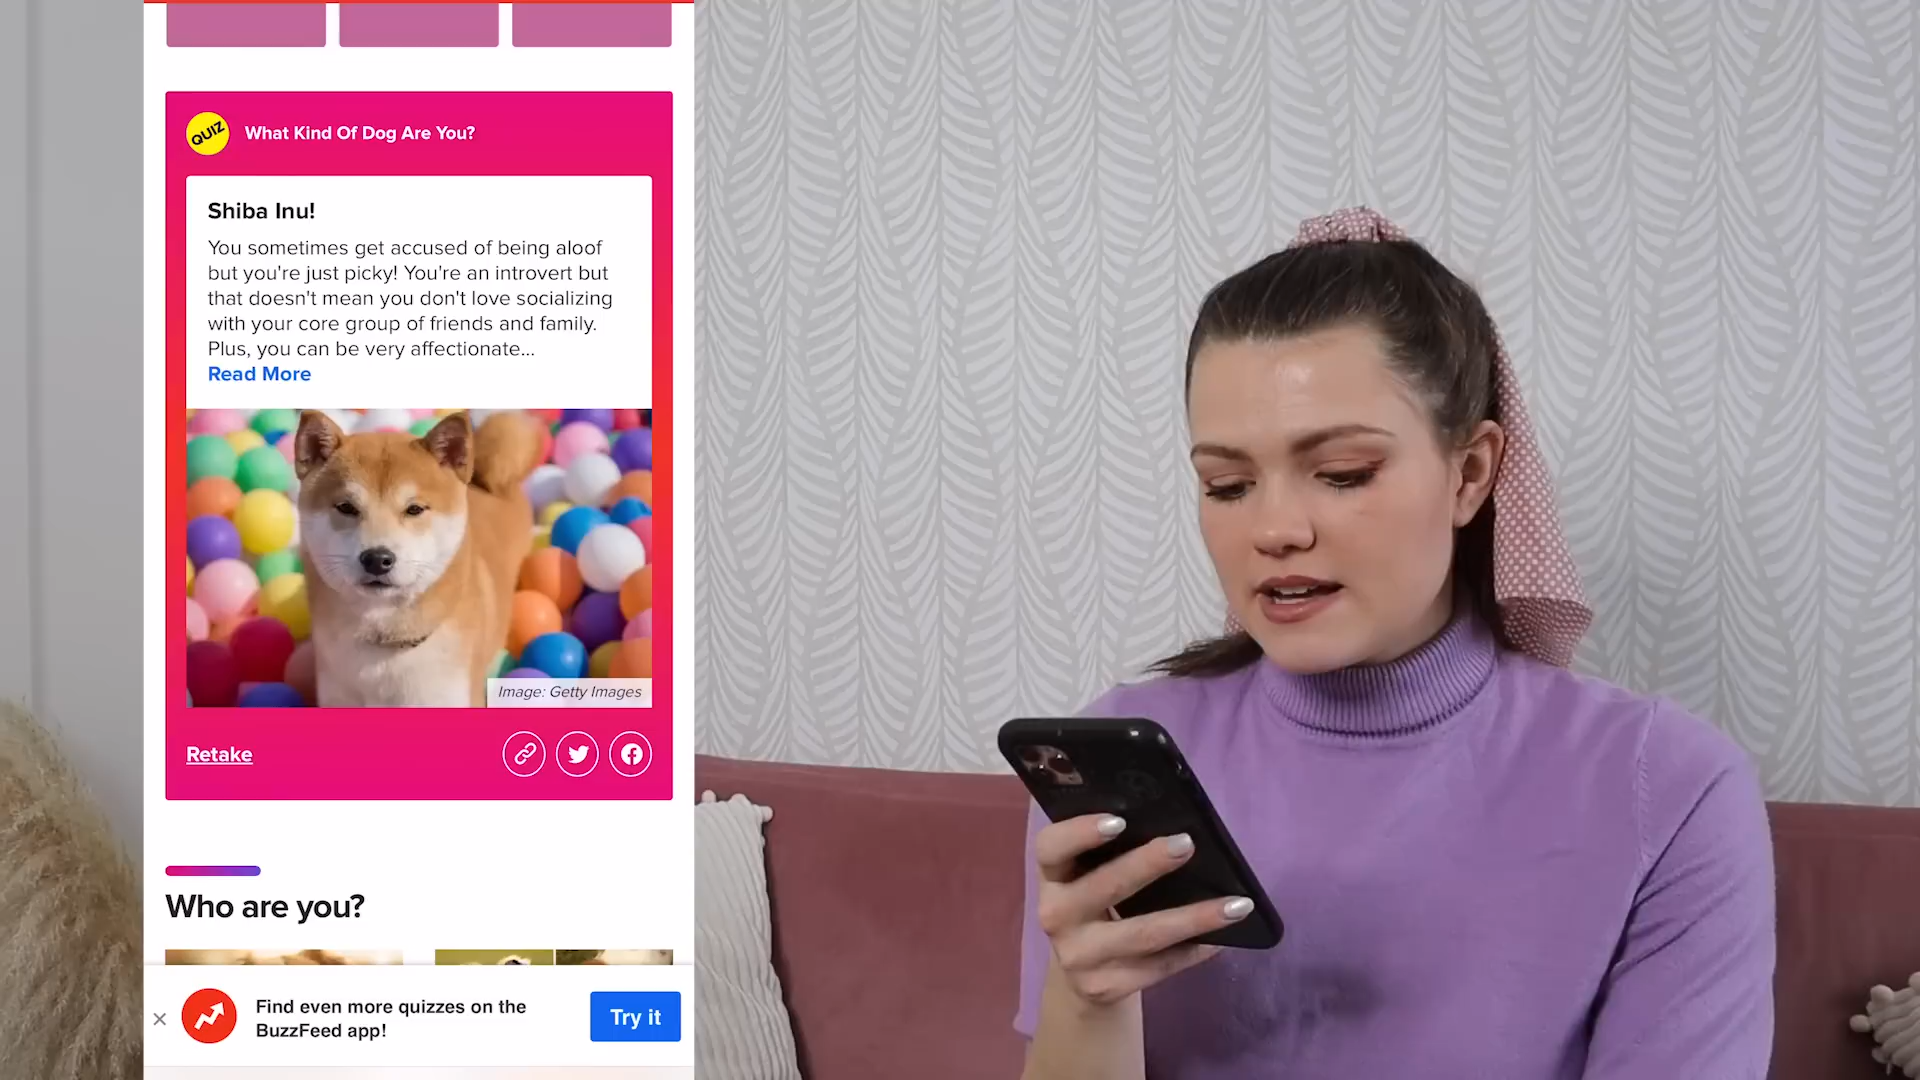 QUIZ
What Kind Of Dog Are You?
Shiba Inu!
You sometimes get accused of being aloof
but you're just picky! You're an introvert but
that doesn't mean you don't love socializing
with your core group of friends and family.
Plus, you can be very affectionate...
Read More
Image: Getty Images
Retake
Who are you?
Find even more quizzes on the
BuzzFeed app!
Try it